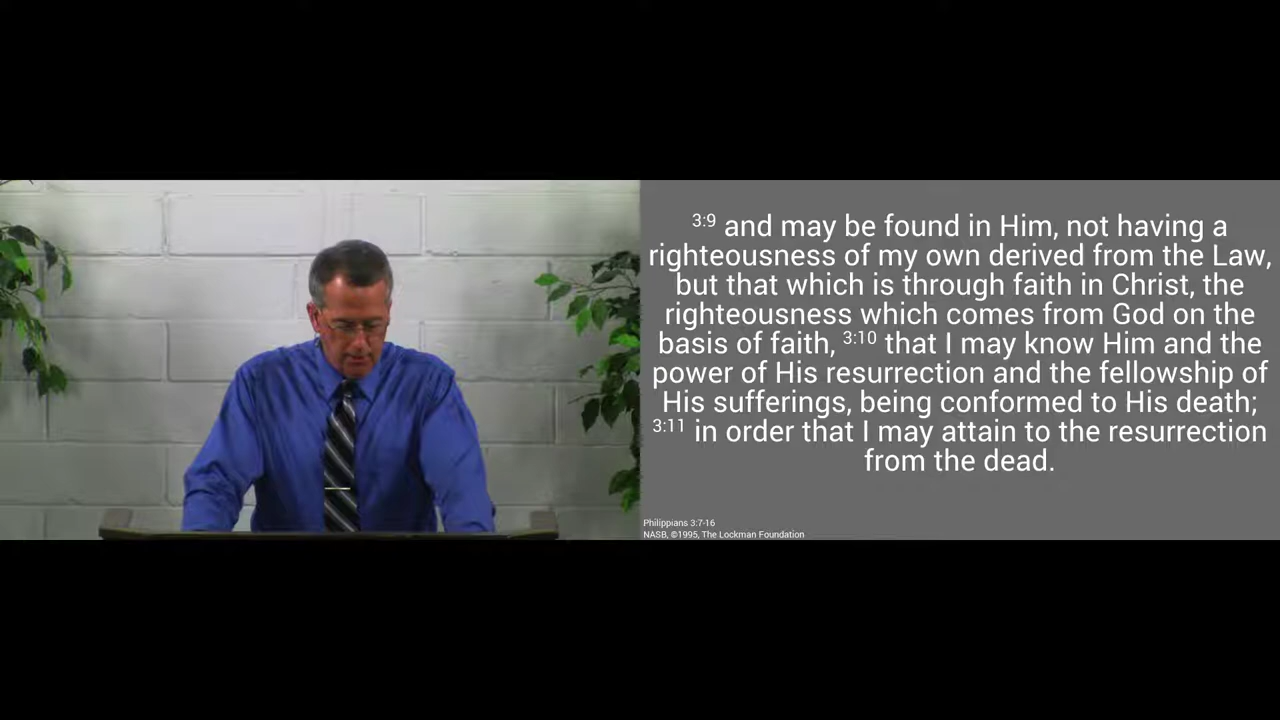 3:9 and may be found in Him, not having a
righteousness of my own derived from the Law,
but that which is through faith in Christ, the
righteousness which comes from God on the
basis of faith, 3:10 that I may know Him and the
power of His resurrection and the fellowship of
His sufferings, being conformed to His death;
3:11 in order that I may attain to the resurrection
from the dead.
Philippians 3:7-16
NASB, ©1995, The Lockman Foundation